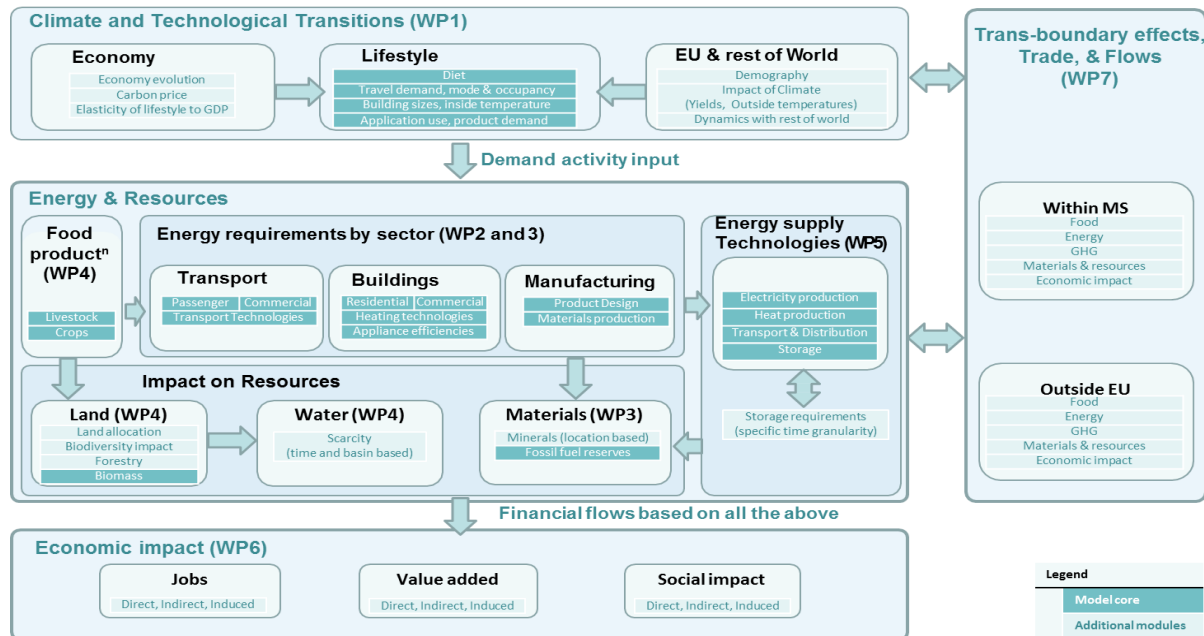 Climate and Technological Transitions (WP1)
Economy
Economy evolution
Carbon price
Elasticity of lifestyle to GDP
Lifestyle
Diet
Travel demand, mode & occupancy
Building sizes, inside temperature
Application use, product demand
EU & rest of World
Demography
Impact of Climate
(Yields, Outside temperatures)
Dynamics with rest of world
Trans-boundary effects,
Trade, & Flows
(WP7)
Demand activity input
Energy & Resources
Food
productⁿ
(WP4)
Livestock
Crops
Energy requirements by sector (WP2 and 3)
Transport
Passenger Commercial
Transport Technologies
Buildings
Residential Commercial
Heating technologies
Appliance efficiencies
Manufacturing
Product Design
Materials production
Energy supply
Technologies (WP5)
Electricity production
Heat production
Transport & Distribution
Storage
Storage requirements
(specific time granularity)
Within MS
Food
Energy
GHG
Materials & resources
Economic impact
Impact on Resources
Land (WP4)
Land allocation
Biodiversity impact
Forestry
Biomass
Water (WP4)
Scarcity
(time and basin based)
Materials (WP3)
Minerals (location based)
Fossil fuel reserves
Outside EU
Food
Energy
GHG
Materials & resources
Economic impact
Financial flows based on all the above
Economic impact (WP6)
Jobs
Direct, Indirect, Induced
Value added
Direct, Indirect, Induced
Social impact
Direct, Indirect, Induced
Legend
Model core
Additional modules